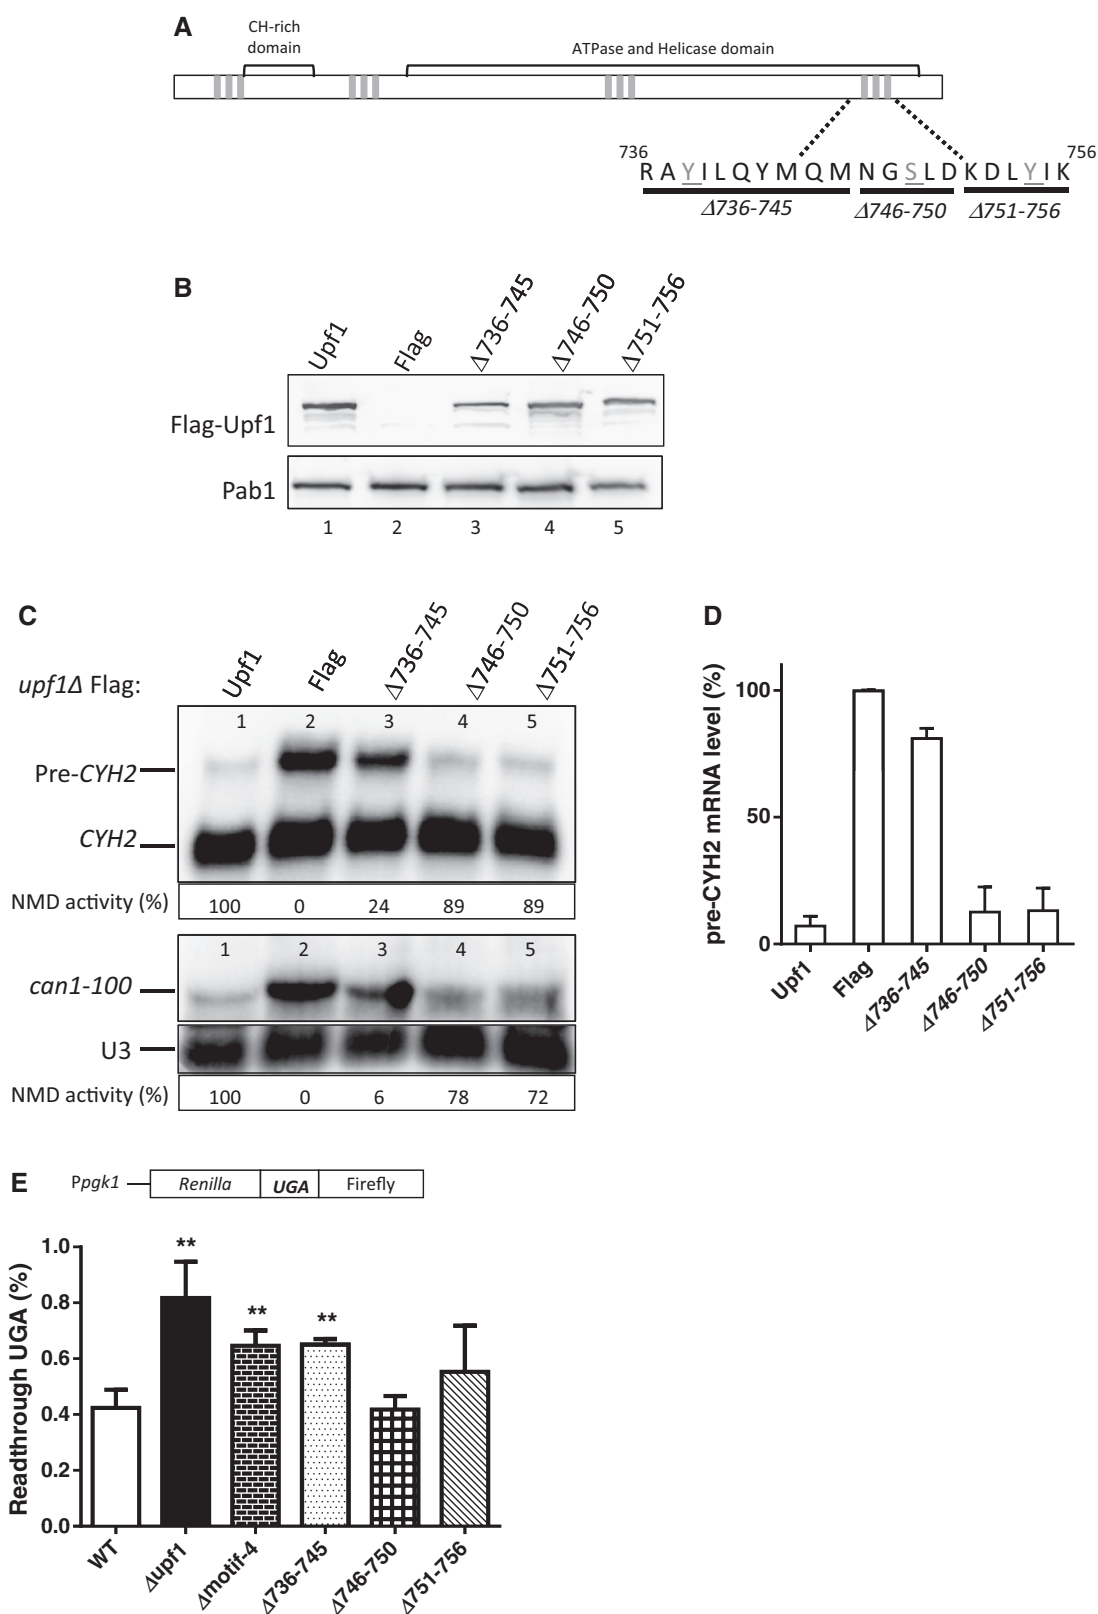 A
CH-rich
domain
ATPase and Helicase domain
736
756
R A Y I L Q Y M Q M N G S L D K D L Y I K
Δ736-745
Δ746-750
Δ751-756
B
Upf1
Flag
Δ736-745
Δ746-750
Δ751-756
Flag-Upf1
Pab1
1 2 3 4 5
C
upf1Δ Flag:
Upf1
Flag
Δ736-745
Δ746-750
Δ751-756
1 2 3 4 5
Pre-CYH2
CYH2
NMD activity (%) 100 0 24 89 89
1 2 3 4 5
can1-100
U3
NMD activity (%) 100 0 6 78 72
D
pre-CYH2 mRNA level (%)
100
50
0
Upf1
Flag
Δ736-745
Δ746-750
Δ751-756
E
Ppgk1 Renilla UGA Firefly
Readthrough UGA (%)
1.0
0.8
0.6
0.4
0.2
0.0
**
**
**
WT
Δupf1
Δmotif-4
Δ736-745
Δ746-750
Δ751-756